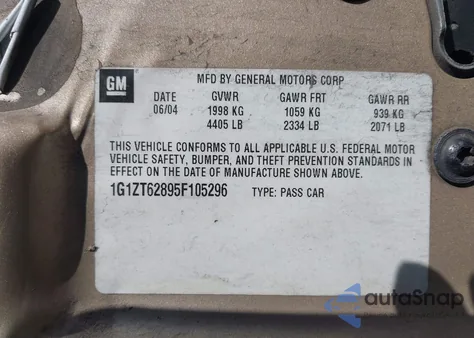 GM
MFD BY GENERAL MOTORS CORP
DATE GVWR GAWR FRT GAWR RR
06/04 1998 KG 1059 KG 939 KG
4405 LB 2334 LB 2071 LB
THIS VEHICLE CONFORMS TO ALL APPLICABLE U.S. FEDERAL MOTOR
VEHICLE SAFETY, BUMPER, AND THEFT PREVENTION STANDARDS IN
EFFECT ON THE DATE OF MANUFACTURE SHOWN ABOVE.
1G1ZT62895F105296 TYPE: PASS CAR
autoSnap